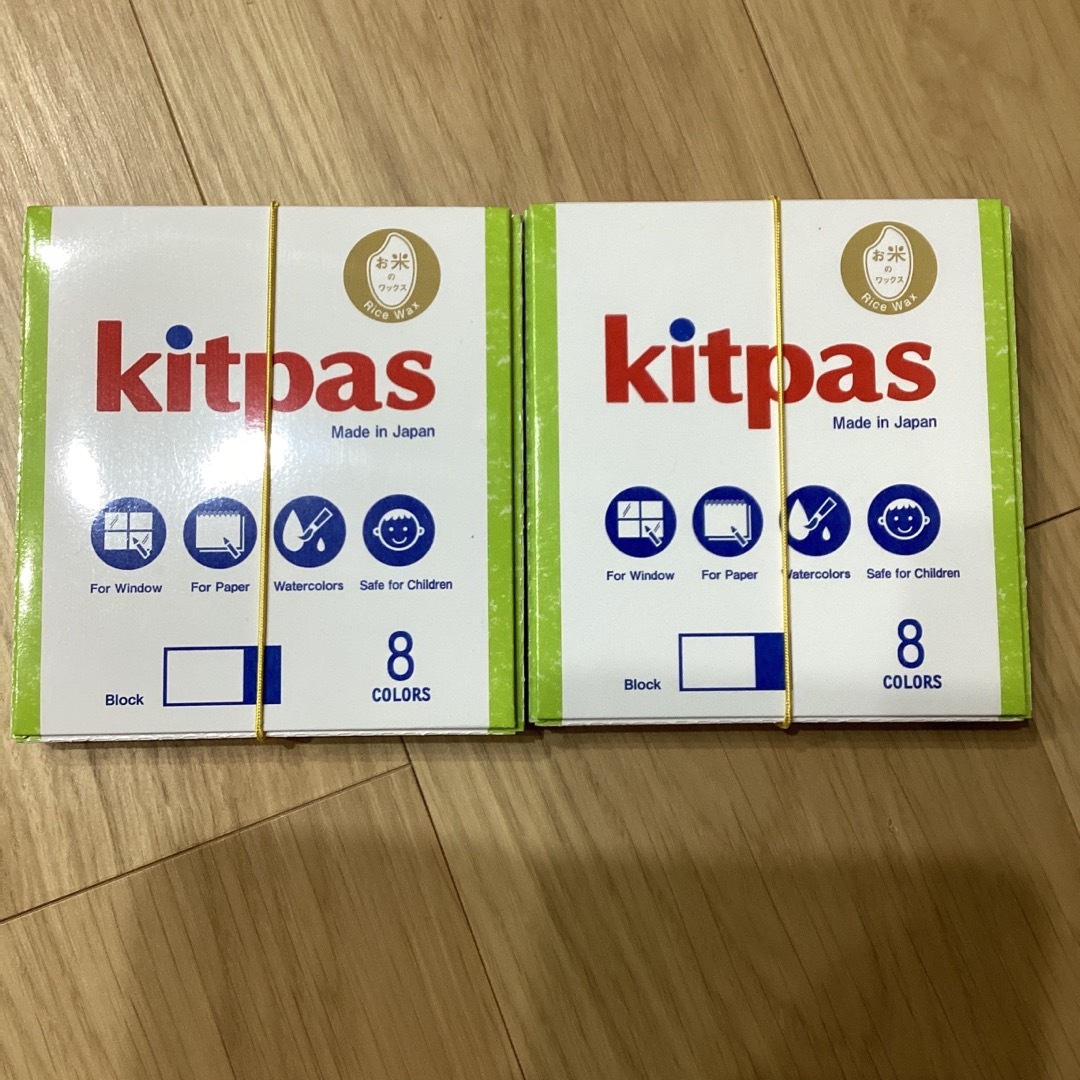 お米
の
ワックス
Rice Wax
kitpas
Made in Japan
For Window
For Paper
Watercolors
Safe for Children
Block
8
COLORS
お米
の
ワックス
Rice Wax
kitpas
Made in Japan
For Window
For Paper
Watercolors
Safe for Children
Block
8
COLORS